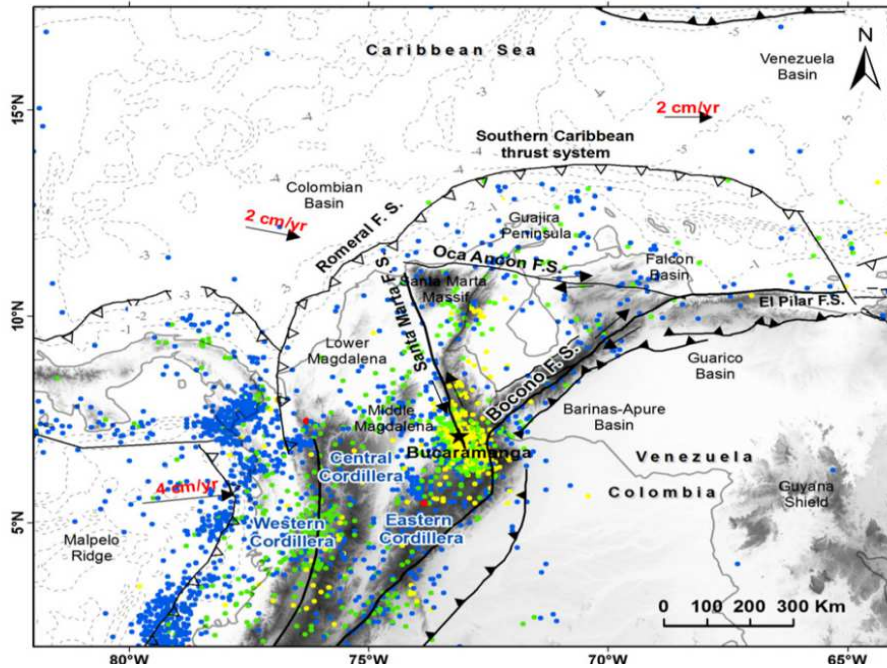 Caribbean Sea
Venezuela
Basin
N
15°N
2 cm/yr
Southern Caribbean
thrust system
Colombian
Basin
2 cm/yr
Romeral F. S.
Guajira
Peninsula
Oca Ancon F.S.
Falcon
Basin
Santa Marta
Massif
Santa Marta F.S
El Pilar F.S.
10°N
Lower
Magdalena
Guarico
Basin
Bocono F. S.
Middle
Magdalena
Barinas-Apure
Basin
Bucaramanga
Central
Cordillera
Venezuela
Colombia
Guyana
Shield
4 cm/yr
Western
Cordillera
Eastern
Cordillera
5°N
Malpelo
Ridge
0 100 200 300 Km
80°W
75°W
70°W
65°W